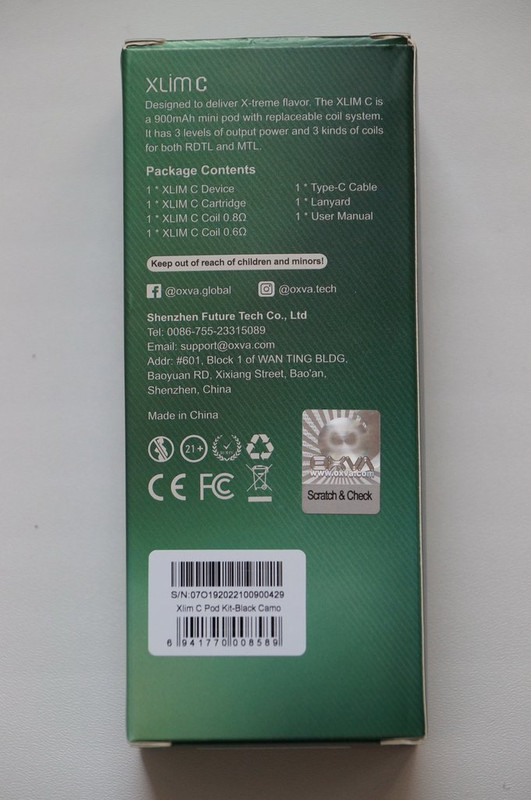 XLIM C
Designed to deliver X-treme flavor. The XLIM C is
a 900mAh mini pod with replaceable coil system.
It has 3 levels of output power and 3 kinds of coils
for both RDTL and MTL.
Package Contents
1 * XLIM C Device
1 * XLIM C Cartridge
1 * XLIM C Coil 0.8Ω
1 * XLIM C Coil 0.6Ω
1 * Type-C Cable
1 * Lanyard
1 * User Manual
Keep out of reach of children and minors!
@oxva.global
@oxva.tech
Shenzhen Future Tech Co., Ltd
Tel: 0086-755-23315089
Email: support@oxva.com
Addr: #601, Block 1 of WAN TING BLDG,
Baoyuan RD, Xixiang Street, Bao'an,
Shenzhen, China
Made in China
21+
CE FC
OXVA
www.oxva.com
Scratch & Check
S/N:07O192022100900429
Xlim C Pod Kit-Black Camo
6 941770 008589